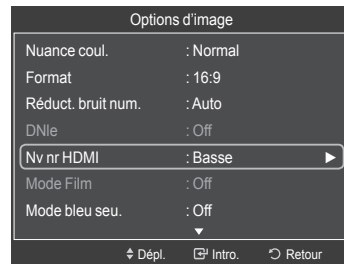 Options d'image
Nuance coul. : Normal
Format : 16:9
Réduct. bruit num. : Auto
DNIe : Off
Nv nr HDMI : Basse ►
Mode Film : Off
Mode bleu seu. : Off
▼
Dépl. Intro. Retour